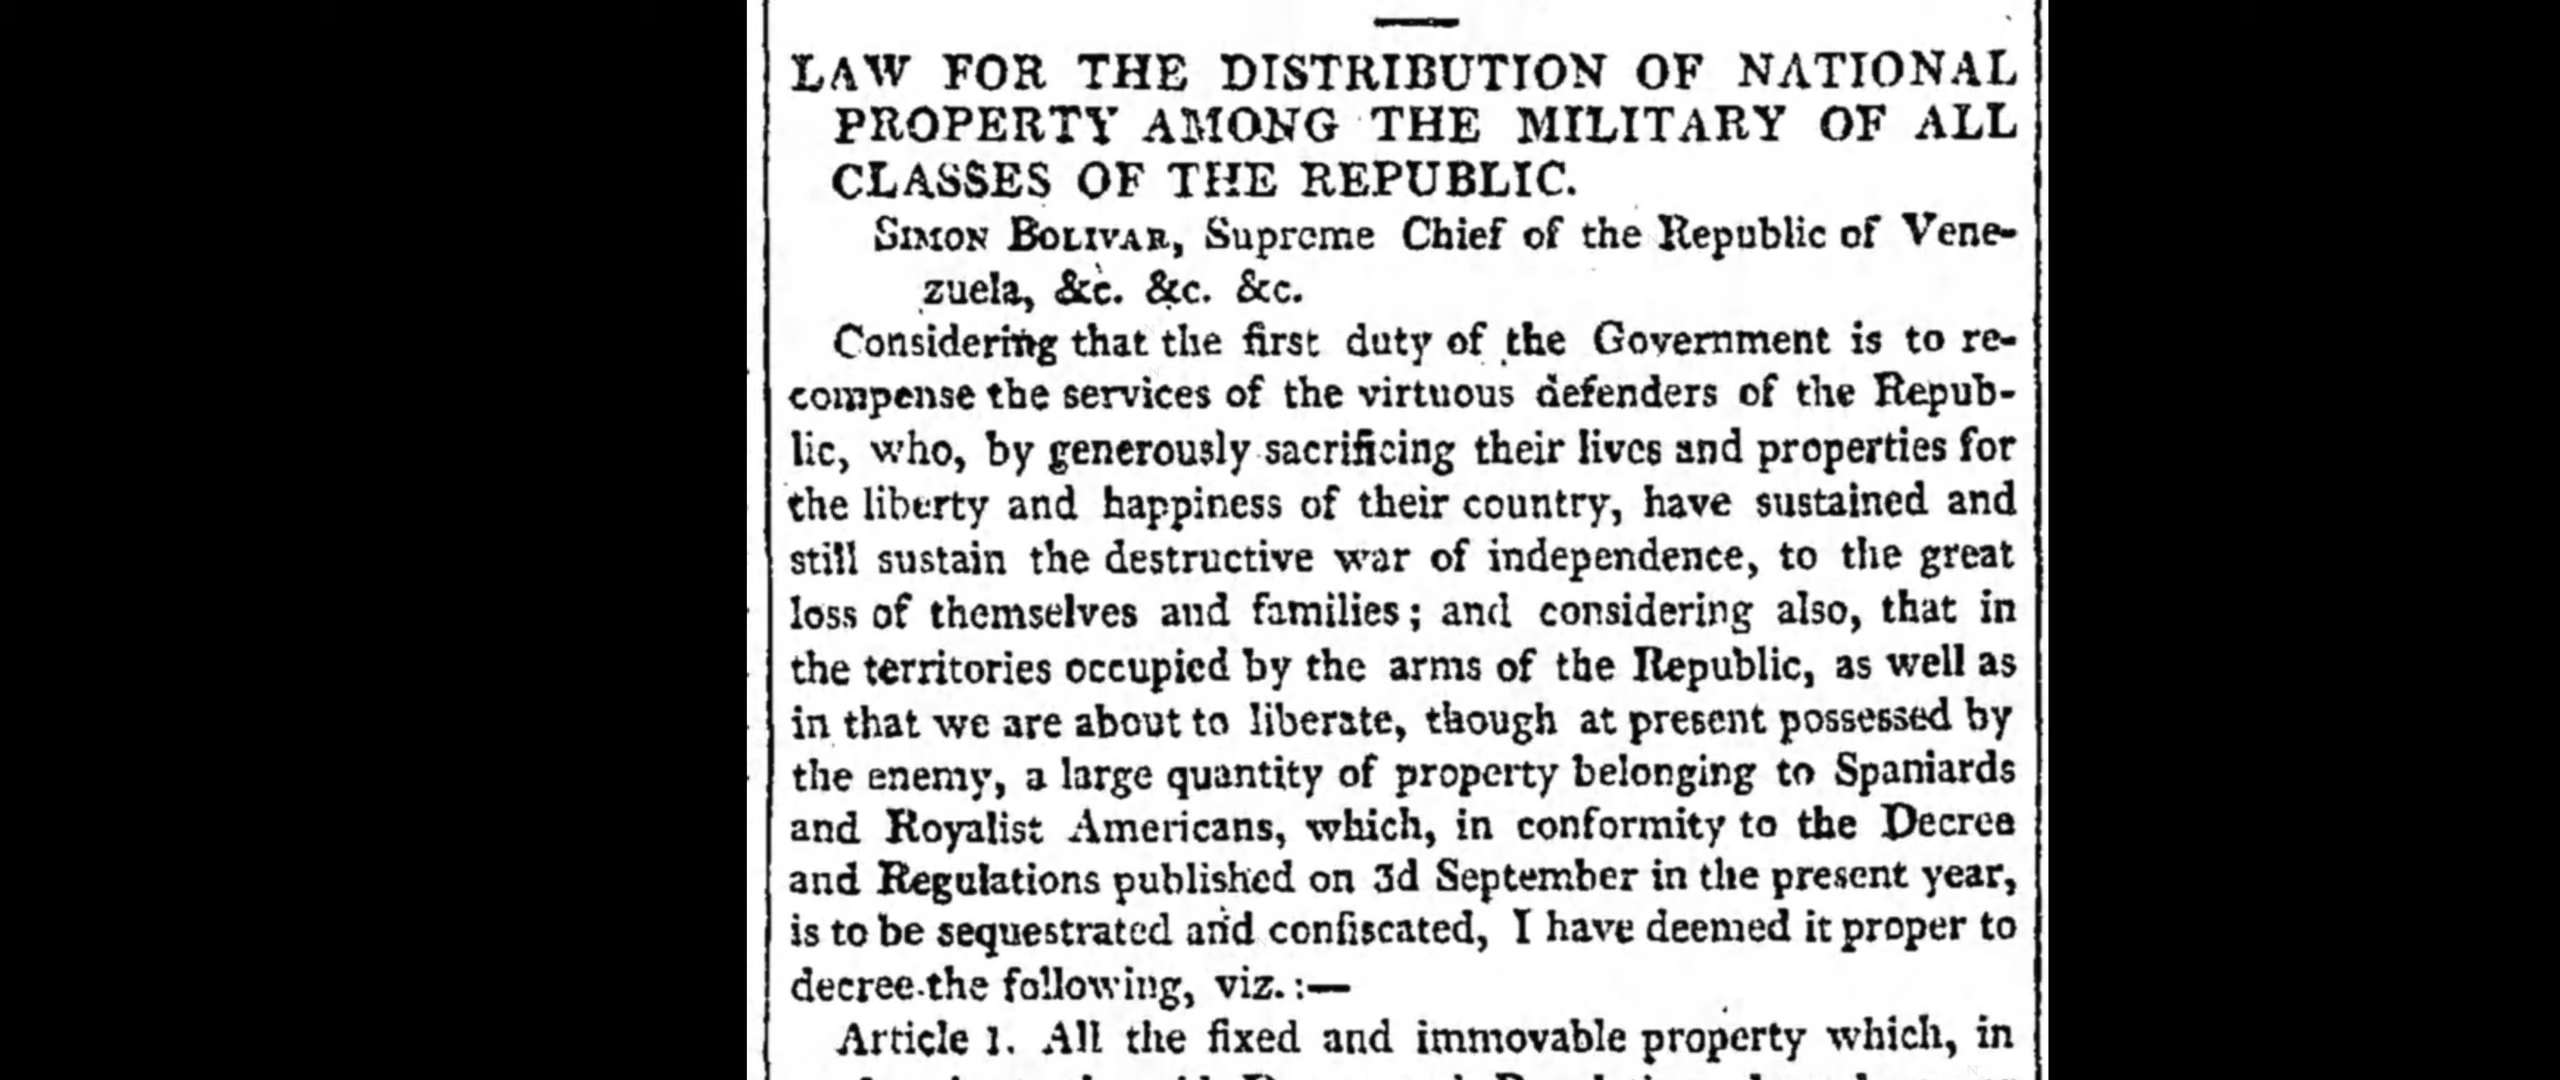 LAW FOR THE DISTRIBUTION OF NATIONAL
PROPERTY AMONG THE MILITARY OF ALL
CLASSES OF THE REPUBLIC.
SIMON BOLIVAR, Supreme Chief of the Republic of Vene-
zuela, &c. &c. &c.
Considering that the first duty of the Government is to re-
compense the services of the virtuous defenders of the Repub-
lic, who, by generously sacrificing their lives and properties for
the liberty and happiness of their country, have sustained and
still sustain the destructive war of independence, to the great
loss of themselves and families; and considering also, that in
the territories occupied by the arms of the Republic, as well as
in that we are about to liberate, though at present possessed by
the enemy, a large quantity of property belonging to Spaniards
and Royalist Americans, which, in conformity to the Decree
and Regulations published on 3d September in the present year,
is to be sequestrated and confiscated, I have deemed it proper to
decree the following, viz.:—
Article 1. All the fixed and immovable property which, in